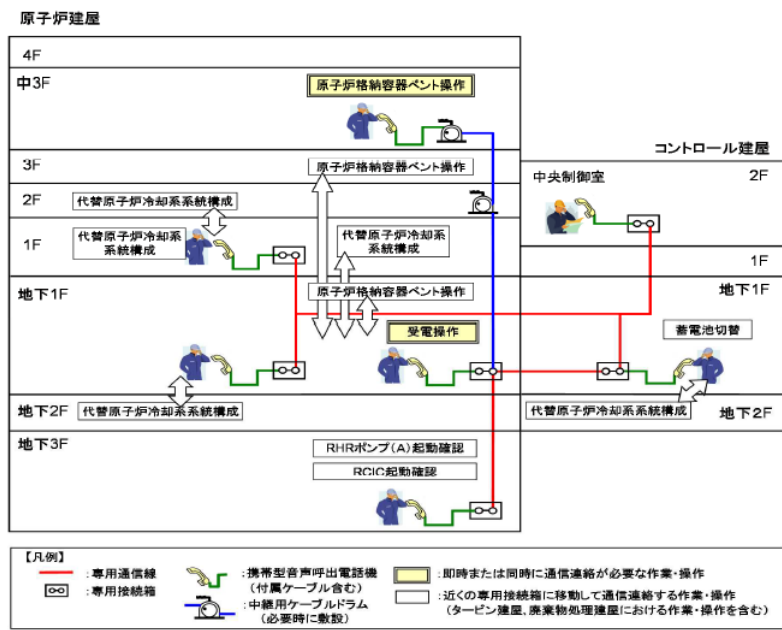 原子炉建屋
4F
中3F
原子炉格納容器ベント操作
3F
原子炉格納容器ベント操作
コントロール建屋
中央制御室
2F
2F
代替原子炉冷却系系統構成
1F
代替原子炉冷却系
系統構成
代替原子炉冷却系
系統構成
1F
地下1F
原子炉格納容器ベント操作
地下1F
受電操作
蓄電池切替
地下2F
代替原子炉冷却系系統構成
代替原子炉冷却系系統構成
地下2F
地下3F
RHRポンプ(A)起動確認
RCIC起動確認
【凡例】
:専用通信線
:専用接続箱
:携帯型音声呼出電話機
(付属ケーブル含む)
:中継用ケーブルドラム
(必要時に敷設)
:即時または同時に通信連絡が必要な作業・操作
:近くの専用接続箱に移動して通信連絡する作業・操作
(タービン建屋、廃棄物処理建屋における作業・操作を含む)